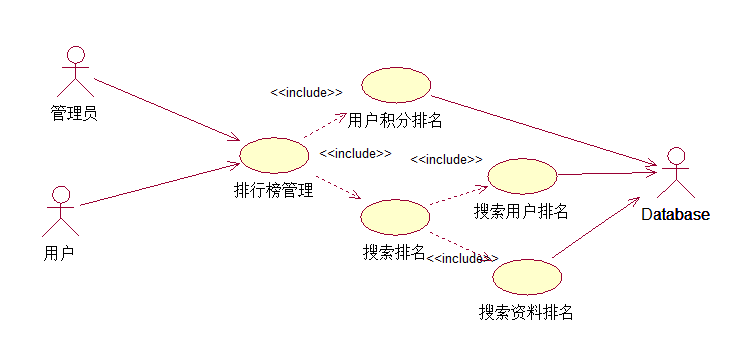 <<include>>
管理员
用户积分排名
<<include>>
<<include>>
排行榜管理
搜索用户排名
Database
用户
搜索排名
<<include>>
搜索资料排名